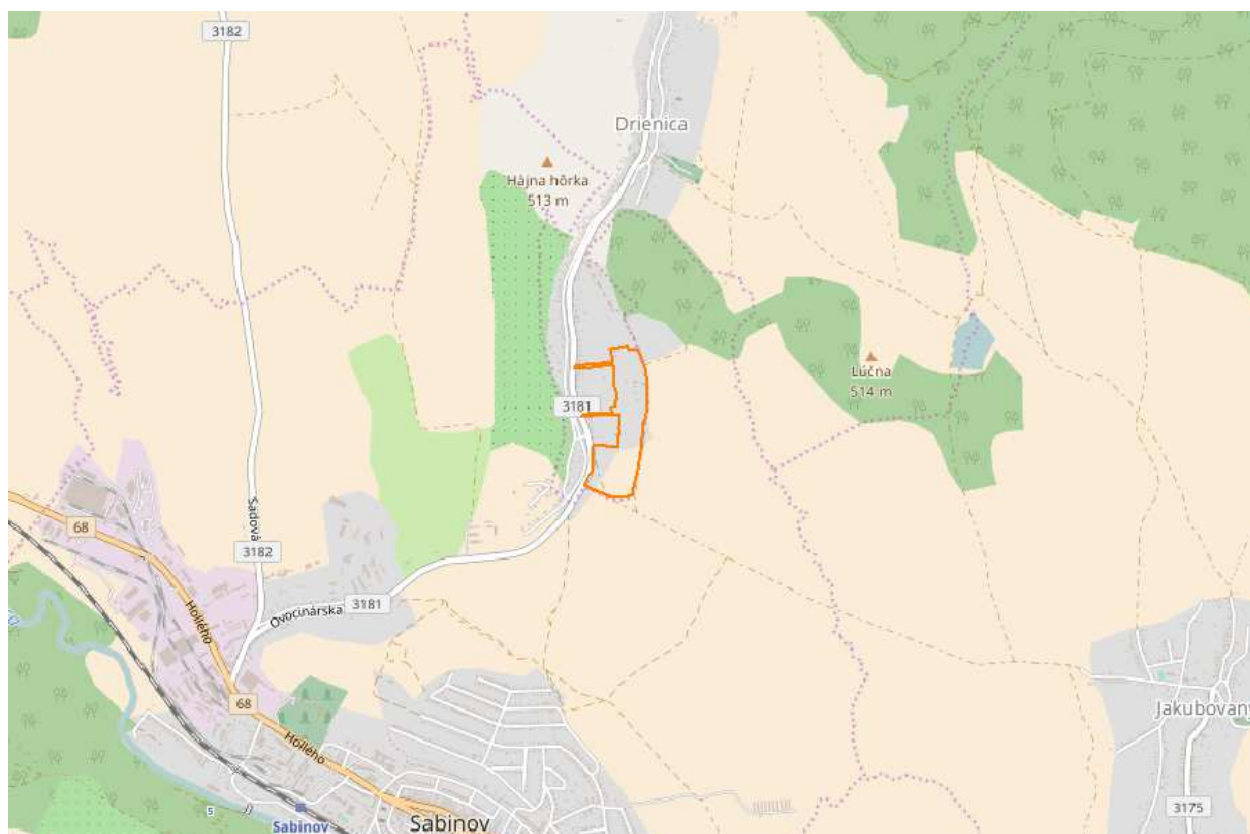 3182
Drienica
Hájna hôrka
513 m
Lúčna
514 m
3181
68
Sadová
3182
Hollého
3181
Ovocinárska
68
Hollého
Jakubovany
5
Sabinov
Sabinov
3175